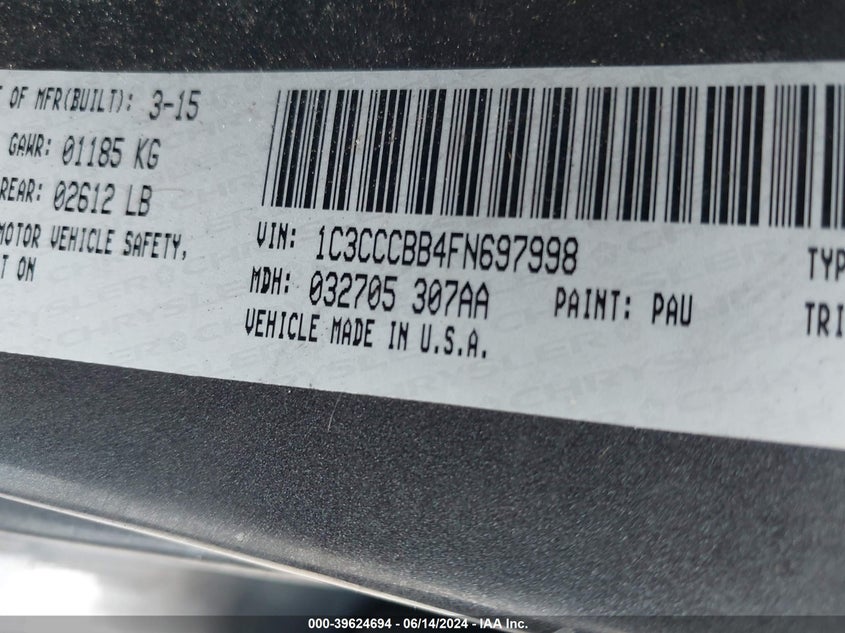 OF MFR(BUILT): 3-15
GAWR: 01185 KG
REAR: 02612 LB
MOTOR VEHICLE SAFETY,
ON
VIN: 1C3CCCBB4FN697998
MDH: 032705 307AA PAINT: PAU
VEHICLE MADE IN U.S.A.
TYP
TRI
000-39624694 - 06/14/2024 - IAA Inc.